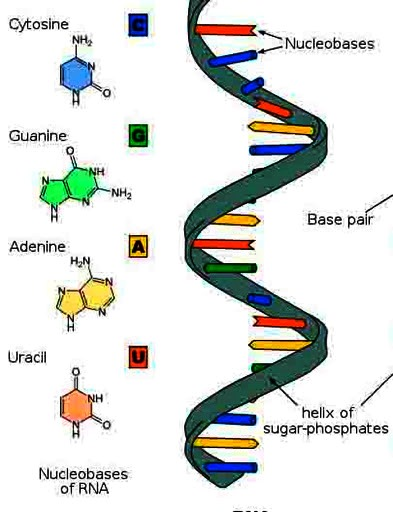 Cytosine
C
NH₂
N
N
H
O
Nucleobases
Guanine
G
O
N
NH
N
H
N
NH₂
Base pair
Adenine
A
H₂N
N
N
N
H
N
Uracil
U
O
NH
N
H
O
helix of
sugar-phosphates
Nucleobases
of RNA